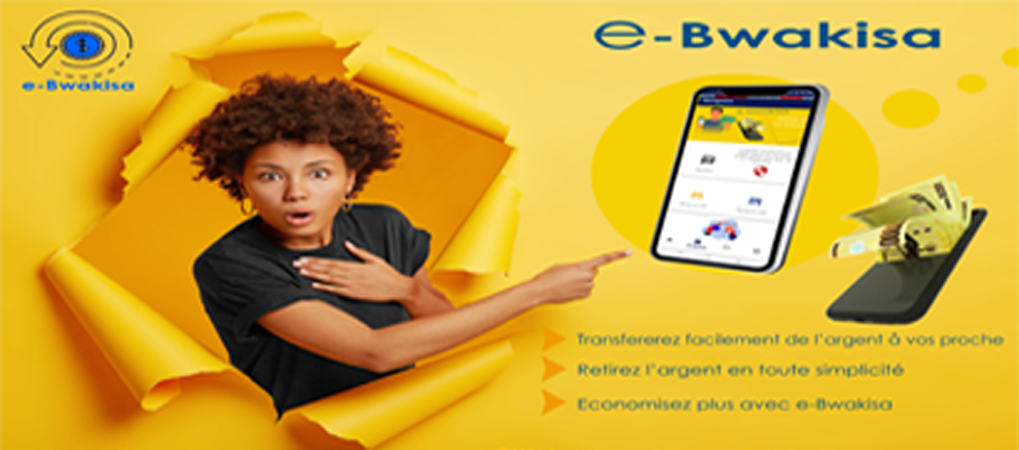 e-Bwakisa
e-Bwakisa
Transfererez facilement de l'argent à vos proche
Retirez l'argent en toute simplicité
Economisez plus avec e-Bwakisa